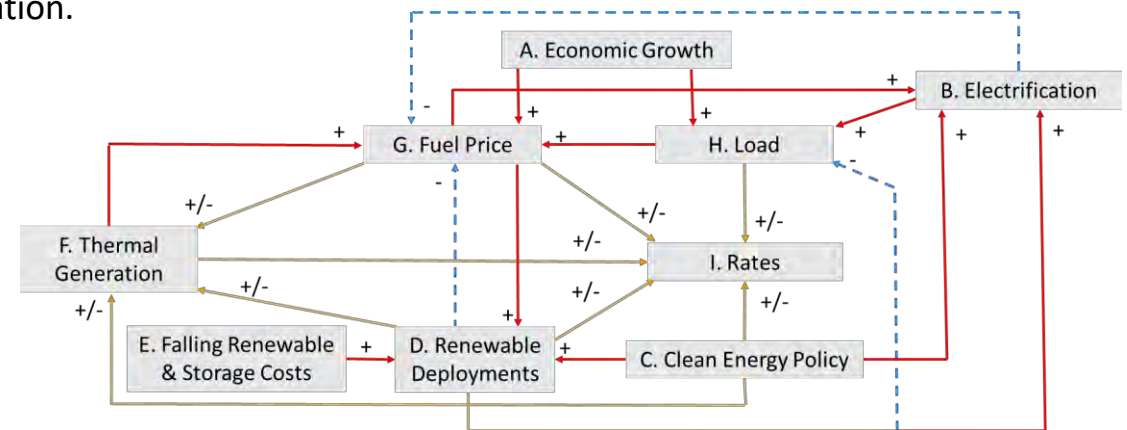 ation.
A. Economic Growth
+
B. Electrification
-
+
+
+
+
+
+
G. Fuel Price
H. Load
-
-
+/-
+/-
+/-
F. Thermal
Generation
+/-
I. Rates
+/-
+/-
+/-
+/-
+
E. Falling Renewable
& Storage Costs
+
D. Renewable
Deployments
+
C. Clean Energy Policy